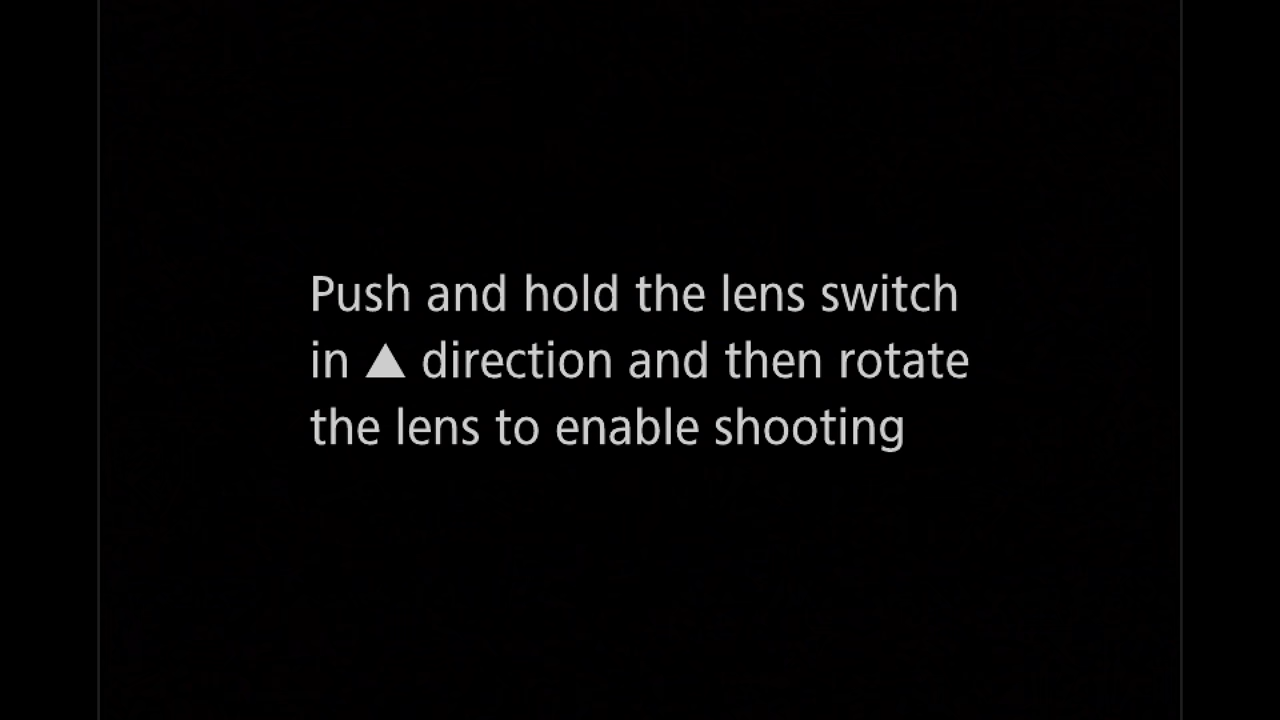 Push and hold the lens switch
in ▲ direction and then rotate
the lens to enable shooting